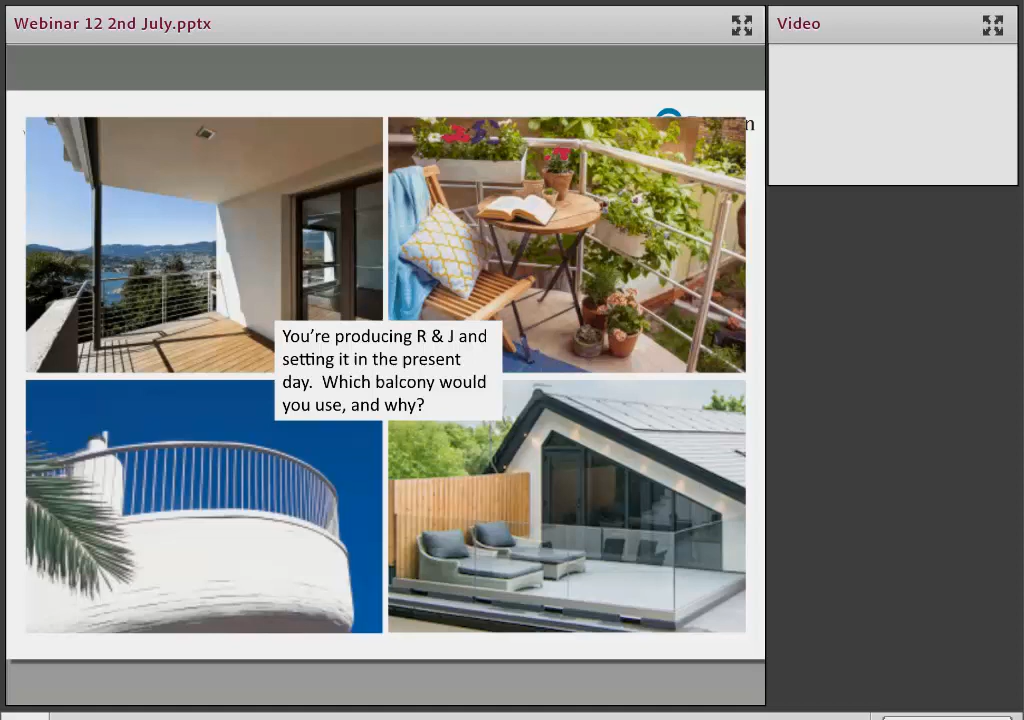 Webinar 12 2nd July.pptx
Video
You're producing R & J and
setting it in the present
day.  Which balcony would
you use, and why?